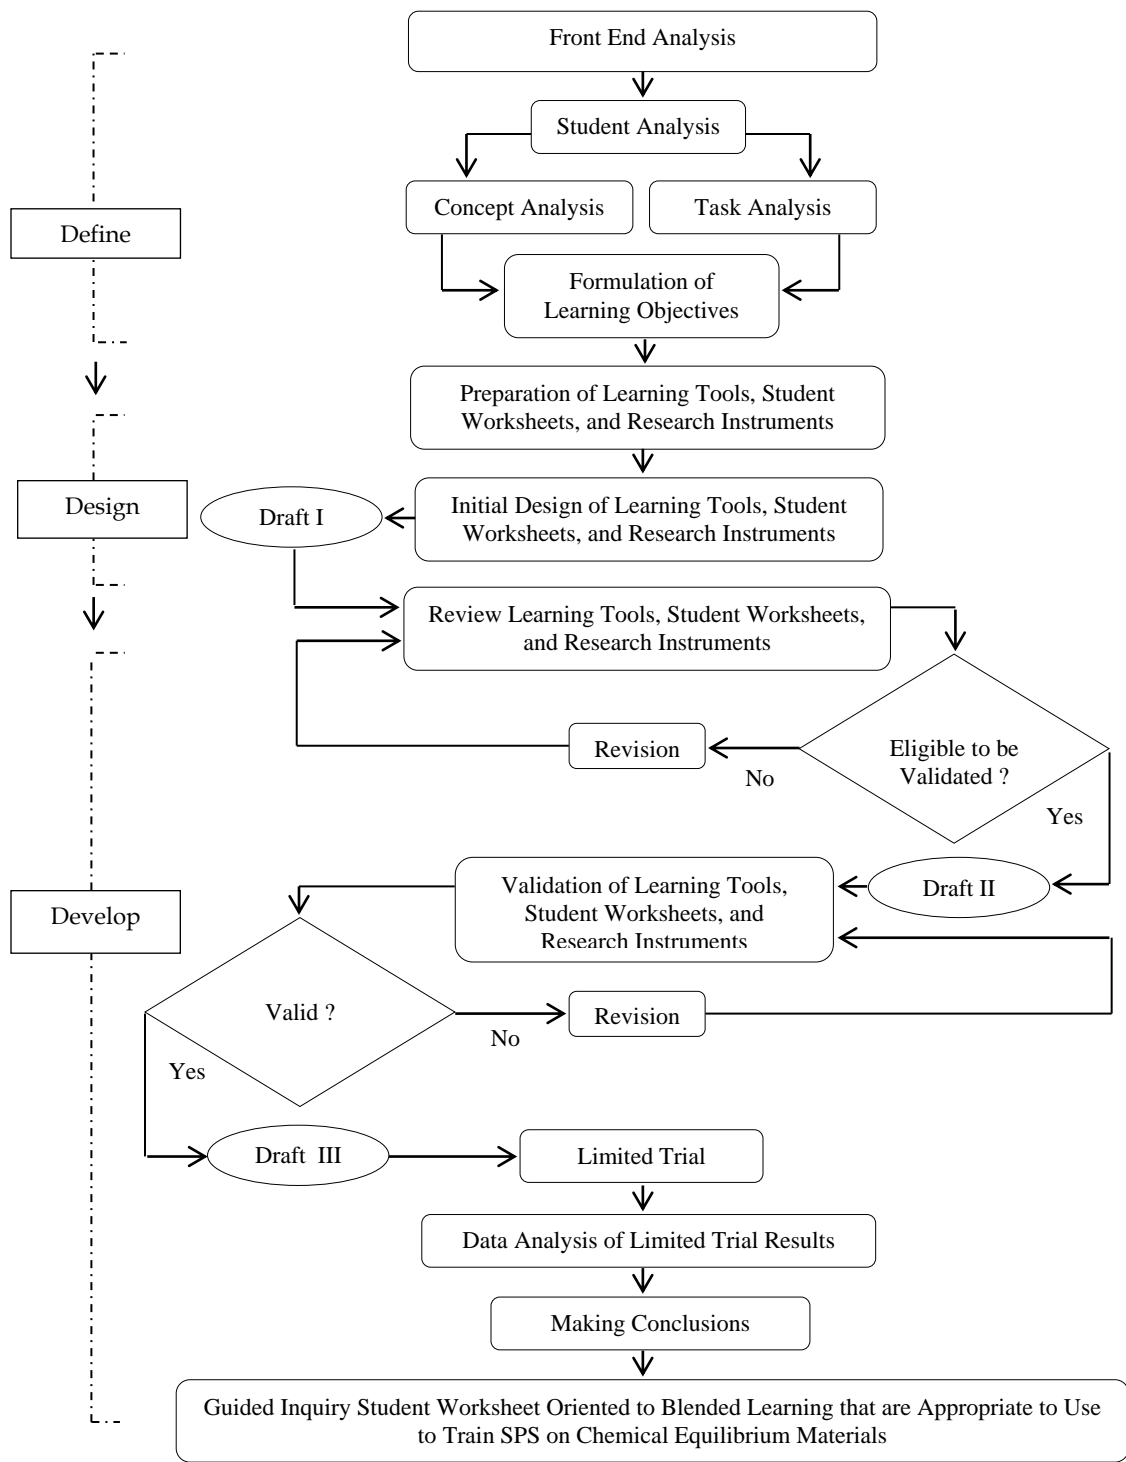 Front End Analysis
Student Analysis
Concept Analysis
Task Analysis
Define
Formulation of
Learning Objectives
Preparation of Learning Tools, Student
Worksheets, and Research Instruments
Design
Draft I
Initial Design of Learning Tools, Student
Worksheets, and Research Instruments
Review Learning Tools, Student Worksheets,
and Research Instruments
Eligible to be
Validated ?
Revision
No
Yes
Develop
Validation of Learning Tools,
Student Worksheets, and
Research Instruments
Draft II
Valid ?
No
Revision
Yes
Draft III
Limited Trial
Data Analysis of Limited Trial Results
Making Conclusions
Guided Inquiry Student Worksheet Oriented to Blended Learning that are Appropriate to Use
to Train SPS on Chemical Equilibrium Materials